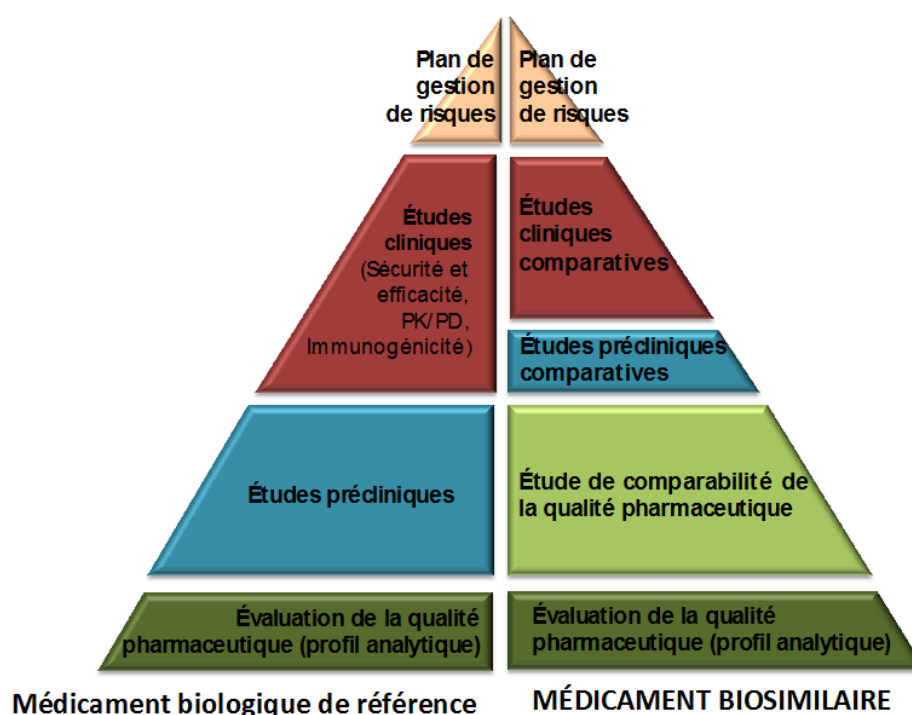 Plan de
gestion
de risques
Plan de
gestion
de risques
Études
cliniques
(Sécurité et
efficacité,
PK/PD,
Immunogénicité)
Études
cliniques
comparatives
Études précliniques
comparatives
Études précliniques
Étude de comparabilité de
la qualité pharmaceutique
Évaluation de la qualité
pharmaceutique (profil analytique)
Évaluation de la qualité
pharmaceutique (profil analytique)
Médicament biologique de référence
MÉDICAMENT BIOSIMILAIRE